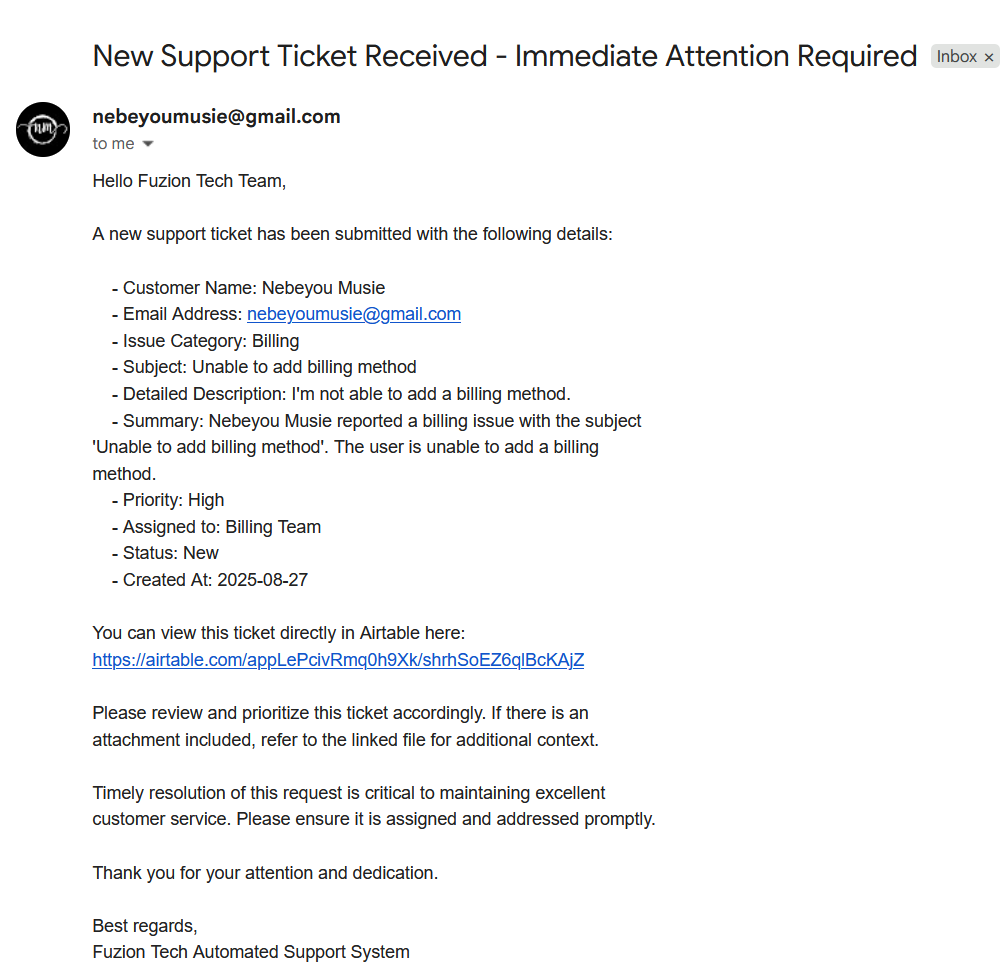 New Support Ticket Received - Immediate Attention Required Inbox ×
nm
nebeyoumusie@gmail.com
to me
Hello Fuzion Tech Team,
A new support ticket has been submitted with the following details:
- Customer Name: Nebeyou Musie
- Email Address: nebeyoumusie@gmail.com
- Issue Category: Billing
- Subject: Unable to add billing method
- Detailed Description: I'm not able to add a billing method.
- Summary: Nebeyou Musie reported a billing issue with the subject
'Unable to add billing method'. The user is unable to add a billing
method.
- Priority: High
- Assigned to: Billing Team
- Status: New
- Created At: 2025-08-27
You can view this ticket directly in Airtable here:
https://airtable.com/appLePcivRmq0h9Xk/shrhSoEZ6qlBcKAjZ
Please review and prioritize this ticket accordingly. If there is an
attachment included, refer to the linked file for additional context.
Timely resolution of this request is critical to maintaining excellent
customer service. Please ensure it is assigned and addressed promptly.
Thank you for your attention and dedication.
Best regards,
Fuzion Tech Automated Support System